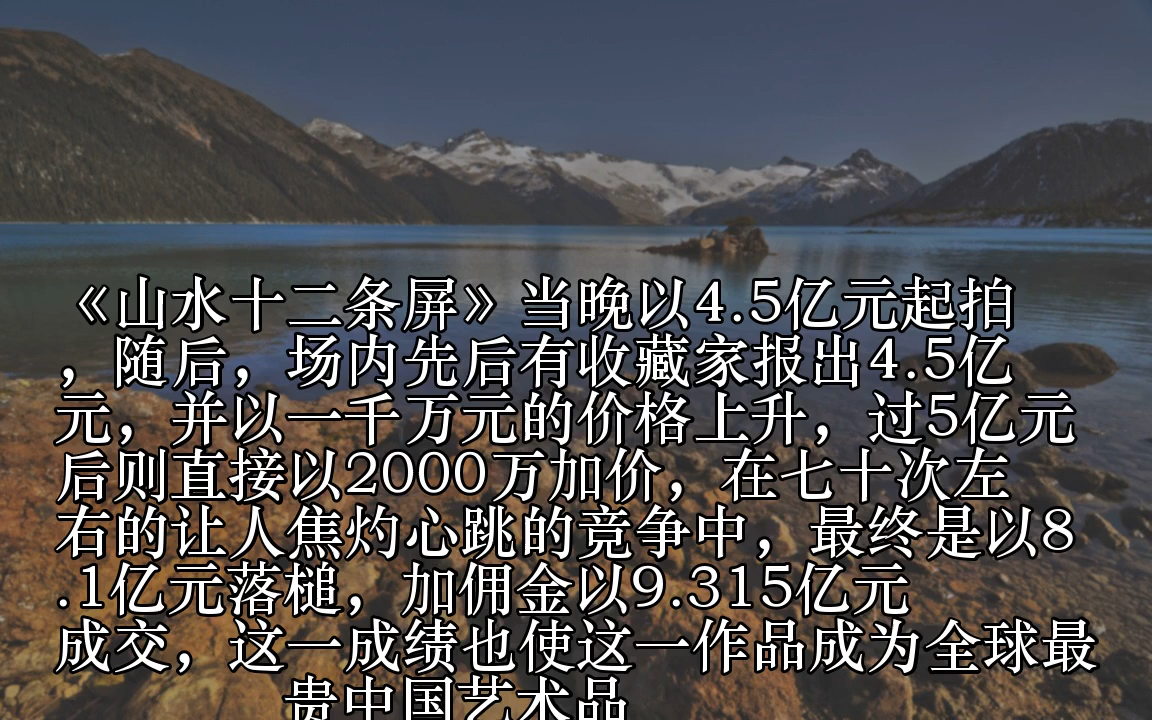 《山水十二条屏》当晚以4.5亿元起拍
，随后，场内先后有收藏家报出4.5亿
元，并以一千万元的价格上升，过5亿元
后则直接以2000万加价，在七十次左
右的让人焦灼心跳的竞争中，最终是以8
.1亿元落槌，加佣金以9.315亿元
成交，这一成绩也使这一作品成为全球最
贵中国艺术品